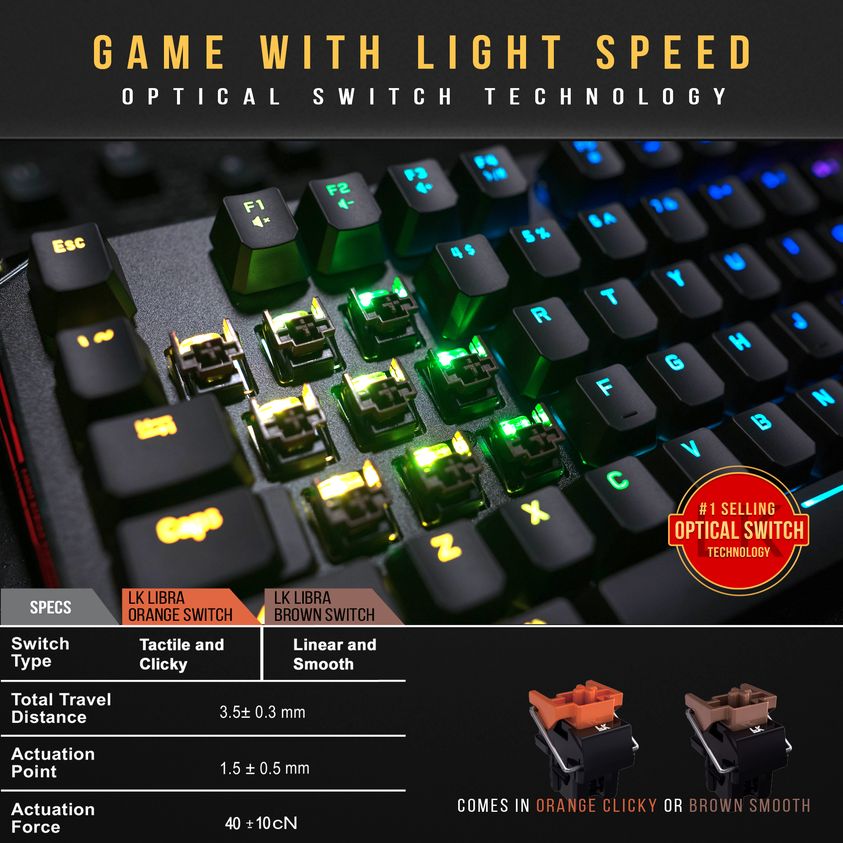 GAME WITH LIGHT SPEED
OPTICAL SWITCH TECHNOLOGY
Esc
F1
F2
F3
F4
4 $
5 %
R
T
Y
U
F
G
H
J
Z
X
C
V
B
N
Caps
#1 SELLING
OPTICAL SWITCH
TECHNOLOGY
SPECS
LK LIBRA
ORANGE SWITCH
LK LIBRA
BROWN SWITCH
Switch
Type
Tactile and
Clicky
Linear and
Smooth
Total Travel
Distance
3.5± 0.3 mm
Actuation
Point
1.5 ± 0.5 mm
Actuation
Force
40 ±10cN
COMES IN ORANGE CLICKY OR BROWN SMOOTH